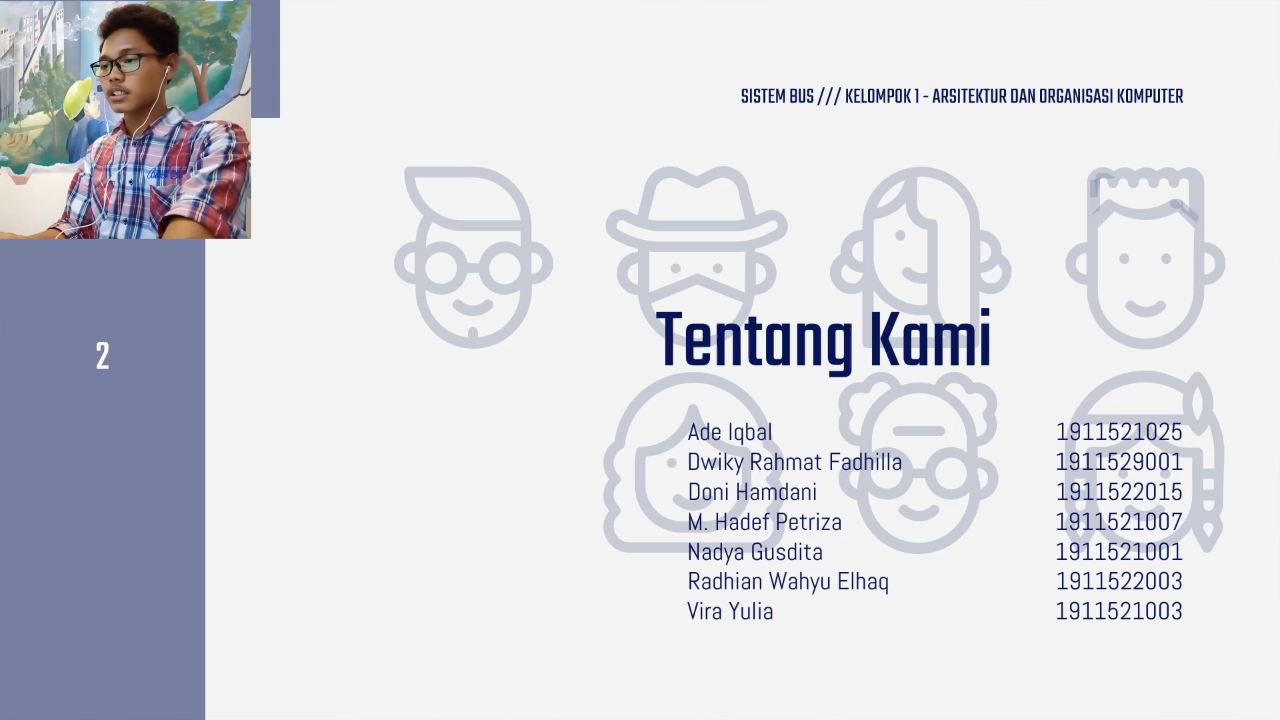 SISTEM BUS /// KELOMPOK 1 - ARSITEKTUR DAN ORGANISASI KOMPUTER
2
Tentang Kami
Ade Iqbal 1911521025
Dwiky Rahmat Fadhilla 1911529001
Doni Hamdani 1911522015
M. Hadef Petriza 1911521007
Nadya Gusdita 1911521001
Radhian Wahyu Elhaq 1911522003
Vira Yulia 1911521003